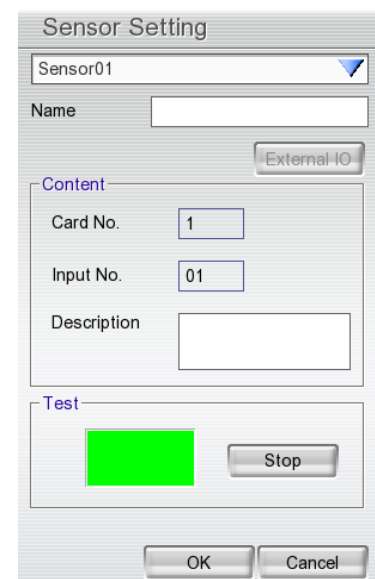 Sensor Setting
Sensor01
Name
External IO
Content
Card No. 1
Input No. 01
Description
Test
Stop
OK Cancel